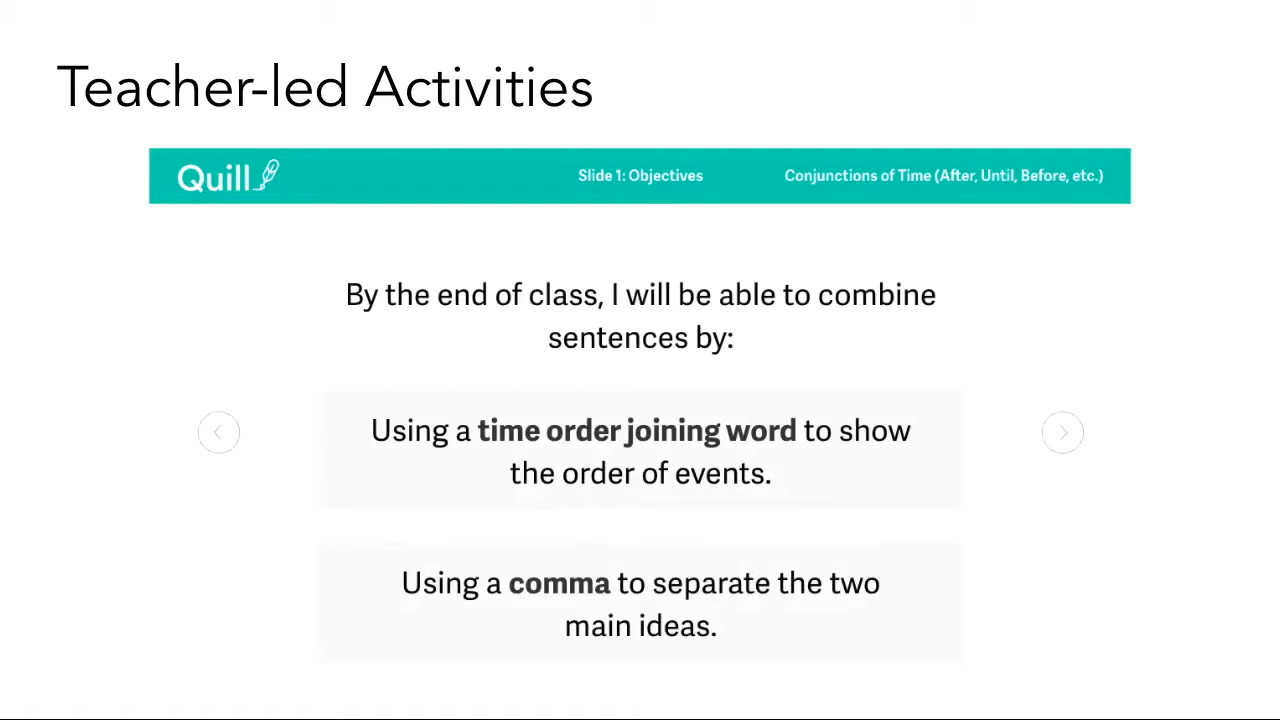 Teacher-led Activities
Quill
Slide 1: Objectives
Conjunctions of Time (After, Until, Before, etc.)
By the end of class, I will be able to combine
sentences by:
Using a time order joining word to show
the order of events.
Using a comma to separate the two
main ideas.